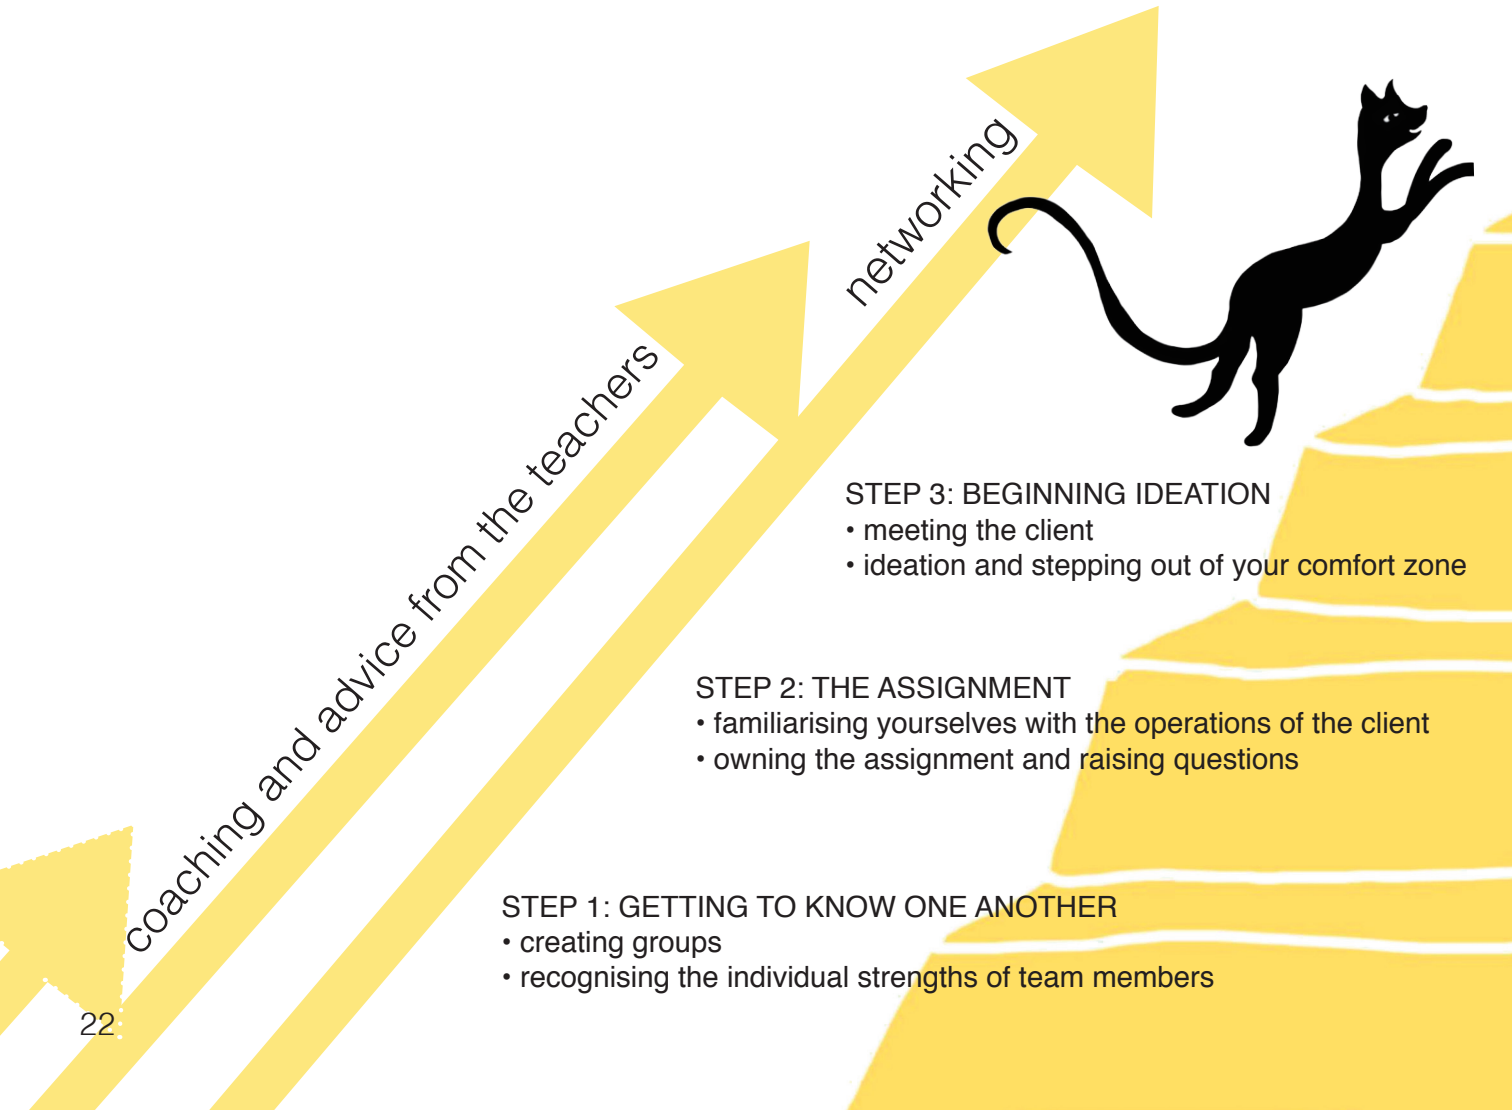 networking
coaching and advice from the teachers
STEP 3: BEGINNING IDEATION
• meeting the client
• ideation and stepping out of your comfort zone
STEP 2: THE ASSIGNMENT
• familiarising yourselves with the operations of the client
• owning the assignment and raising questions
STEP 1: GETTING TO KNOW ONE ANOTHER
• creating groups
• recognising the individual strengths of team members
22